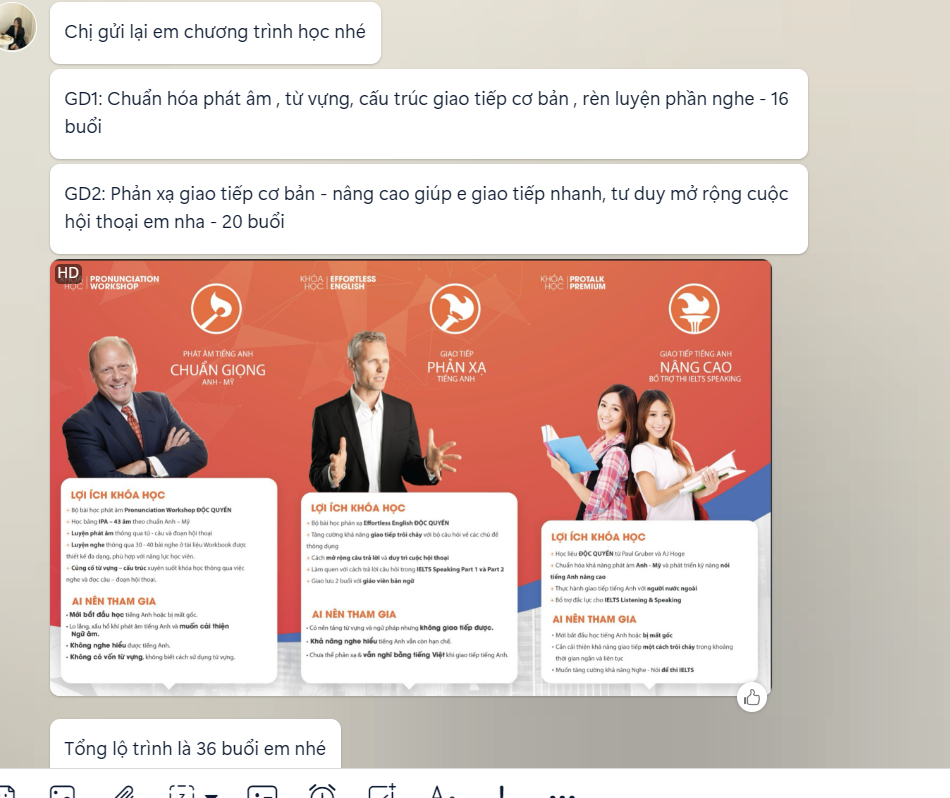 Chị gửi lại em chương trình học nhé
GD1: Chuẩn hóa phát âm , từ vựng, cấu trúc giao tiếp cơ bản , rèn luyện phần nghe - 16
buổi
GD2: Phản xạ giao tiếp cơ bản - nâng cao giúp e giao tiếp nhanh, tư duy mở rộng cuộc
hội thoại em nha - 20 buổi
HD
HỌC
PRONUNCIATION
WORKSHOP
PHÁT ÂM TIẾNG ANH
CHUẨN GIỌNG
ANH - MỸ
LỢI ÍCH KHÓA HỌC
+ Bộ bài học phát âm Pronunciation Workshop ĐỘC QUYỀN
+ Học bảng IPA – 43 âm theo chuẩn Anh – Mỹ
+ Luyện phát âm thông qua từ - câu và đoạn hội thoại
+ Luyện nghe thông qua 30 - 40 bài nghe ở tài liệu Workbook được
thiết kế đa dạng, phù hợp với năng lực học viên.
+ Củng cố từ vựng – cấu trúc xuyên suốt khóa học thông qua việc
nghe và đọc câu – đoạn hội thoại.
AI NÊN THAM GIA
• Mới bắt đầu học tiếng Anh hoặc bị mất gốc.
• Lo lắng, xấu hổ khi phát âm tiếng Anh và muốn cải thiện
Ngữ âm.
• Không nghe hiểu được tiếng Anh.
• Không có vốn từ vựng, không biết cách sử dụng từ vựng.
KHÓA
HỌC
EFFORTLESS
ENGLISH
GIAO TIẾP
PHẢN XẠ
TIẾNG ANH
LỢI ÍCH KHÓA HỌC
+ Bộ bài học phản xạ Effortless English ĐỘC QUYỀN
+ Tăng cường khả năng giao tiếp trôi chảy với bộ câu hỏi về các chủ đề
thông dụng
+ Cách mở rộng câu trả lời và duy trì cuộc hội thoại
+ Làm quen với cách trả lời câu hỏi trong IELTS Speaking Part 1 và Part 2
+ Giao lưu 2 buổi với giáo viên bản ngữ
AI NÊN THAM GIA
• Có nền tảng từ vựng và ngữ pháp nhưng không giao tiếp được.
• Khả năng nghe hiểu tiếng Anh vẫn còn hạn chế.
• Chưa thể phản xạ & vẫn nghĩ bằng tiếng Việt khi giao tiếp tiếng Anh.
KHÓA
HỌC
PROTALK
PREMIUM
GIAO TIẾP TIẾNG ANH
NÂNG CAO
BỔ TRỢ THI IELTS SPEAKING
LỢI ÍCH KHÓA HỌC
+ Học liệu ĐỘC QUYỀN từ Paul Gruber và AJ Hoge
+ Chuẩn hóa khả năng phát âm Anh - Mỹ và phát triển kỹ năng nói
tiếng Anh nâng cao
+ Thực hành giao tiếp tiếng Anh với người nước ngoài
+ Bổ trợ đắc lực cho IELTS Listening & Speaking
AI NÊN THAM GIA
• Mới bắt đầu học tiếng Anh hoặc bị mất gốc
• Cần cải thiện khả năng giao tiếp một cách trôi chảy trong khoảng
thời gian ngắn và liên tục
• Muốn tăng cường khả năng Nghe - Nói để thi IELTS
Tổng lộ trình là 36 buổi em nhé